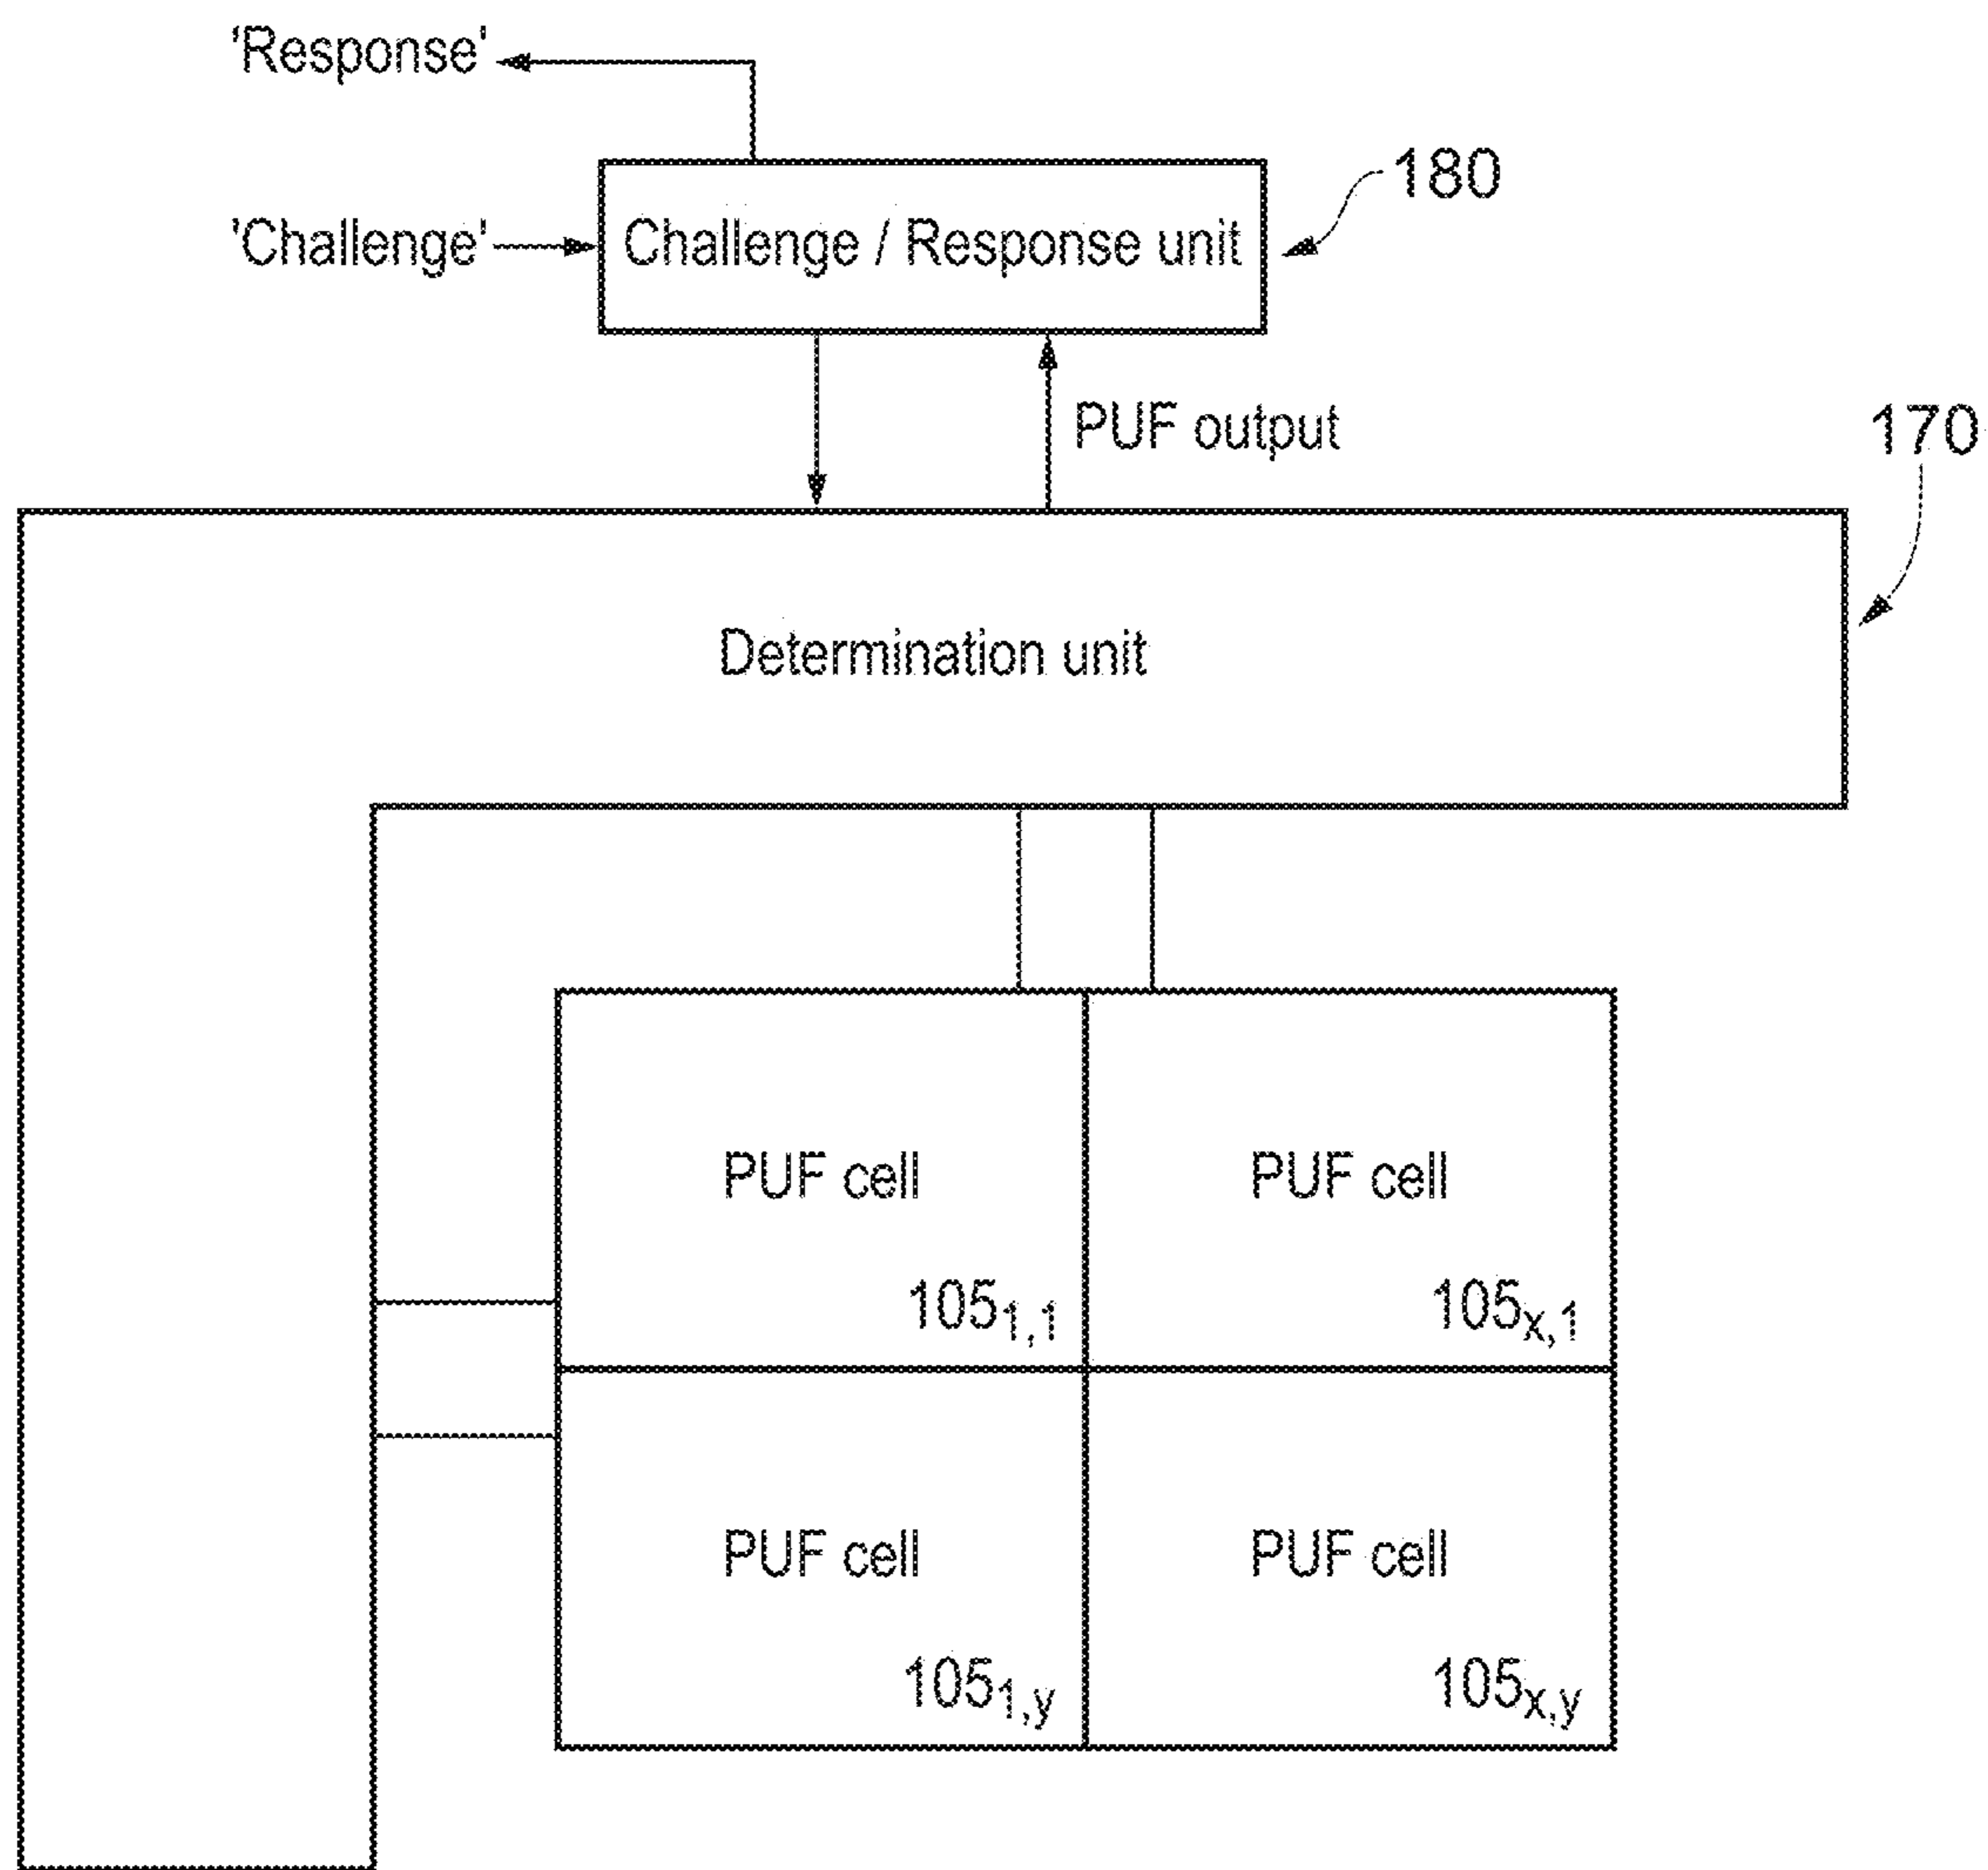 'Response'
180
'Challenge'
Challenge / Response unit
PUF output
170
Determination unit
PUF cell
PUF cell
105₁,₁
105ₓ,₁
PUF cell
PUF cell
105₁,y
105ₓ,y